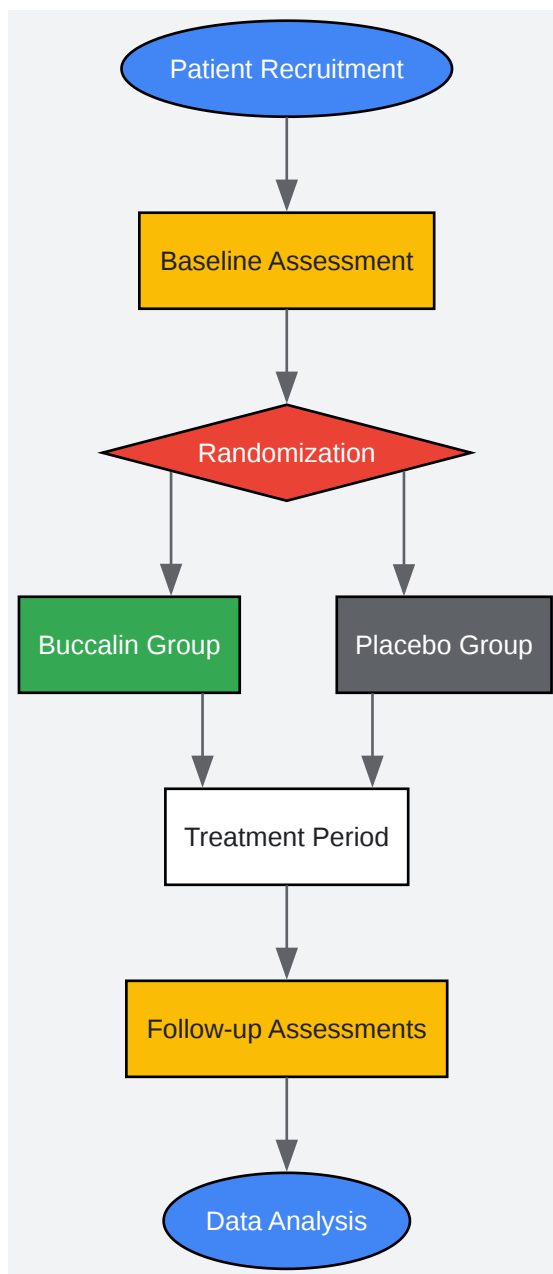 Patient Recruitment
Baseline Assessment
Randomization
Buccalin Group
Placebo Group
Treatment Period
Follow-up Assessments
Data Analysis